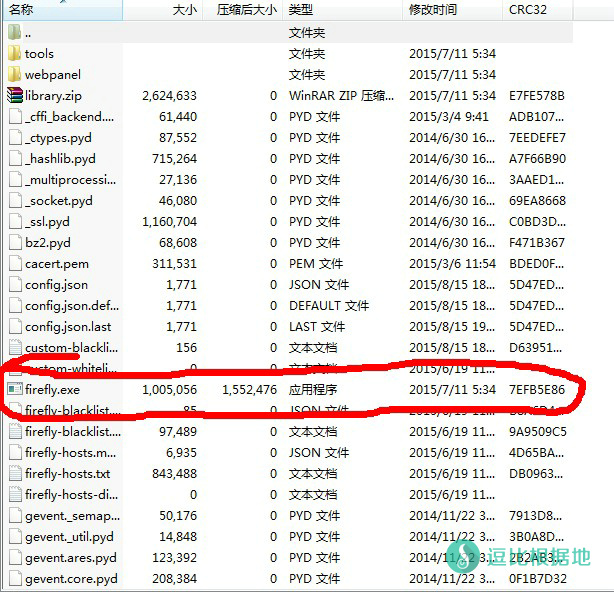 名称 大小 压缩后大小 类型 修改时间 CRC32
.. 文件夹
tools 文件夹 2015/7/11 5:34
webpanel 文件夹 2015/7/11 5:34
library.zip 2,624,633 0 WinRAR ZIP 压缩... 2015/7/11 5:34 E7FE578B
_cffi_backend.... 61,440 0 PYD 文件 2015/3/4 9:41 ADB107...
_ctypes.pyd 87,552 0 PYD 文件 2014/6/30 16... 7EEDEFE7
_hashlib.pyd 715,264 0 PYD 文件 2014/6/30 16... A7F66B90
_multiprocessi... 27,136 0 PYD 文件 2014/6/30 16... 3AAED1...
_socket.pyd 46,080 0 PYD 文件 2014/6/30 16... 69EA8668
_ssl.pyd 1,160,704 0 PYD 文件 2014/6/30 16... C0BD3D...
bz2.pyd 68,608 0 PYD 文件 2014/6/30 16... F471B367
cacert.pem 311,531 0 PEM 文件 2015/3/6 11:54 BDED0F...
config.json 1,771 0 JSON 文件 2015/8/15 18... 5D47ED...
config.json.def... 1,771 0 DEFAULT 文件 2015/8/15 18... 5D47ED...
config.json.last 1,771 0 LAST 文件 2015/8/15 19... 5D47ED...
custom-blackli... 156 0 文本文档 2015/8/15 18... D63951...
custom-whiteli... 0 文本文档 2015/6/19 11...
firefly.exe 1,005,056 1,552,476 应用程序 2015/7/11 5:34 7EFB5E86
firefly-blacklist.... 85 0 JSON 文件 2015/6/19 11...
firefly-blacklist.... 97,489 0 文本文档 2015/6/19 11... 9A9509C5
firefly-hosts.m... 6,935 0 JSON 文件 2015/6/19 11... 4D65BA...
firefly-hosts.txt 843,488 0 文本文档 2015/6/19 11... DB0963...
firefly-hosts-di... 0 0 文本文档 2015/6/19 11...
gevent._semap... 50,176 0 PYD 文件 2014/11/22 3... 7913D8...
gevent._util.pyd 14,848 0 PYD 文件 2014/11/22 3... 3B0A8D...
gevent.ares.pyd 123,392 0 PYD 文件 2014/11/22 3... 2B2AB3...
gevent.core.pyd 208,384 0 PYD 文件 2014/11/22 3... 0F1B7D32
逗比根据地